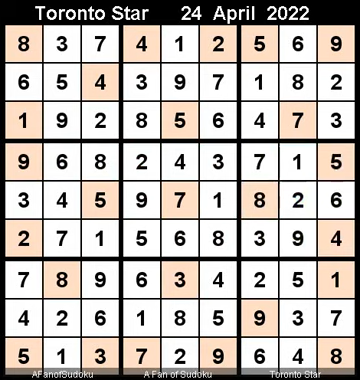 Toronto Star 24 April 2022
8 3 7 4 1 2 5 6 9
6 5 4 3 9 7 1 8 2
1 9 2 8 5 6 4 7 3
9 6 8 2 4 3 7 1 5
3 4 5 9 7 1 8 2 6
2 7 1 5 6 8 3 9 4
7 8 9 6 3 4 2 5 1
4 2 6 1 8 5 9 3 7
5 1 3 7 2 9 6 4 8
AFanofSudoku A Fan of Sudoku Toronto Star